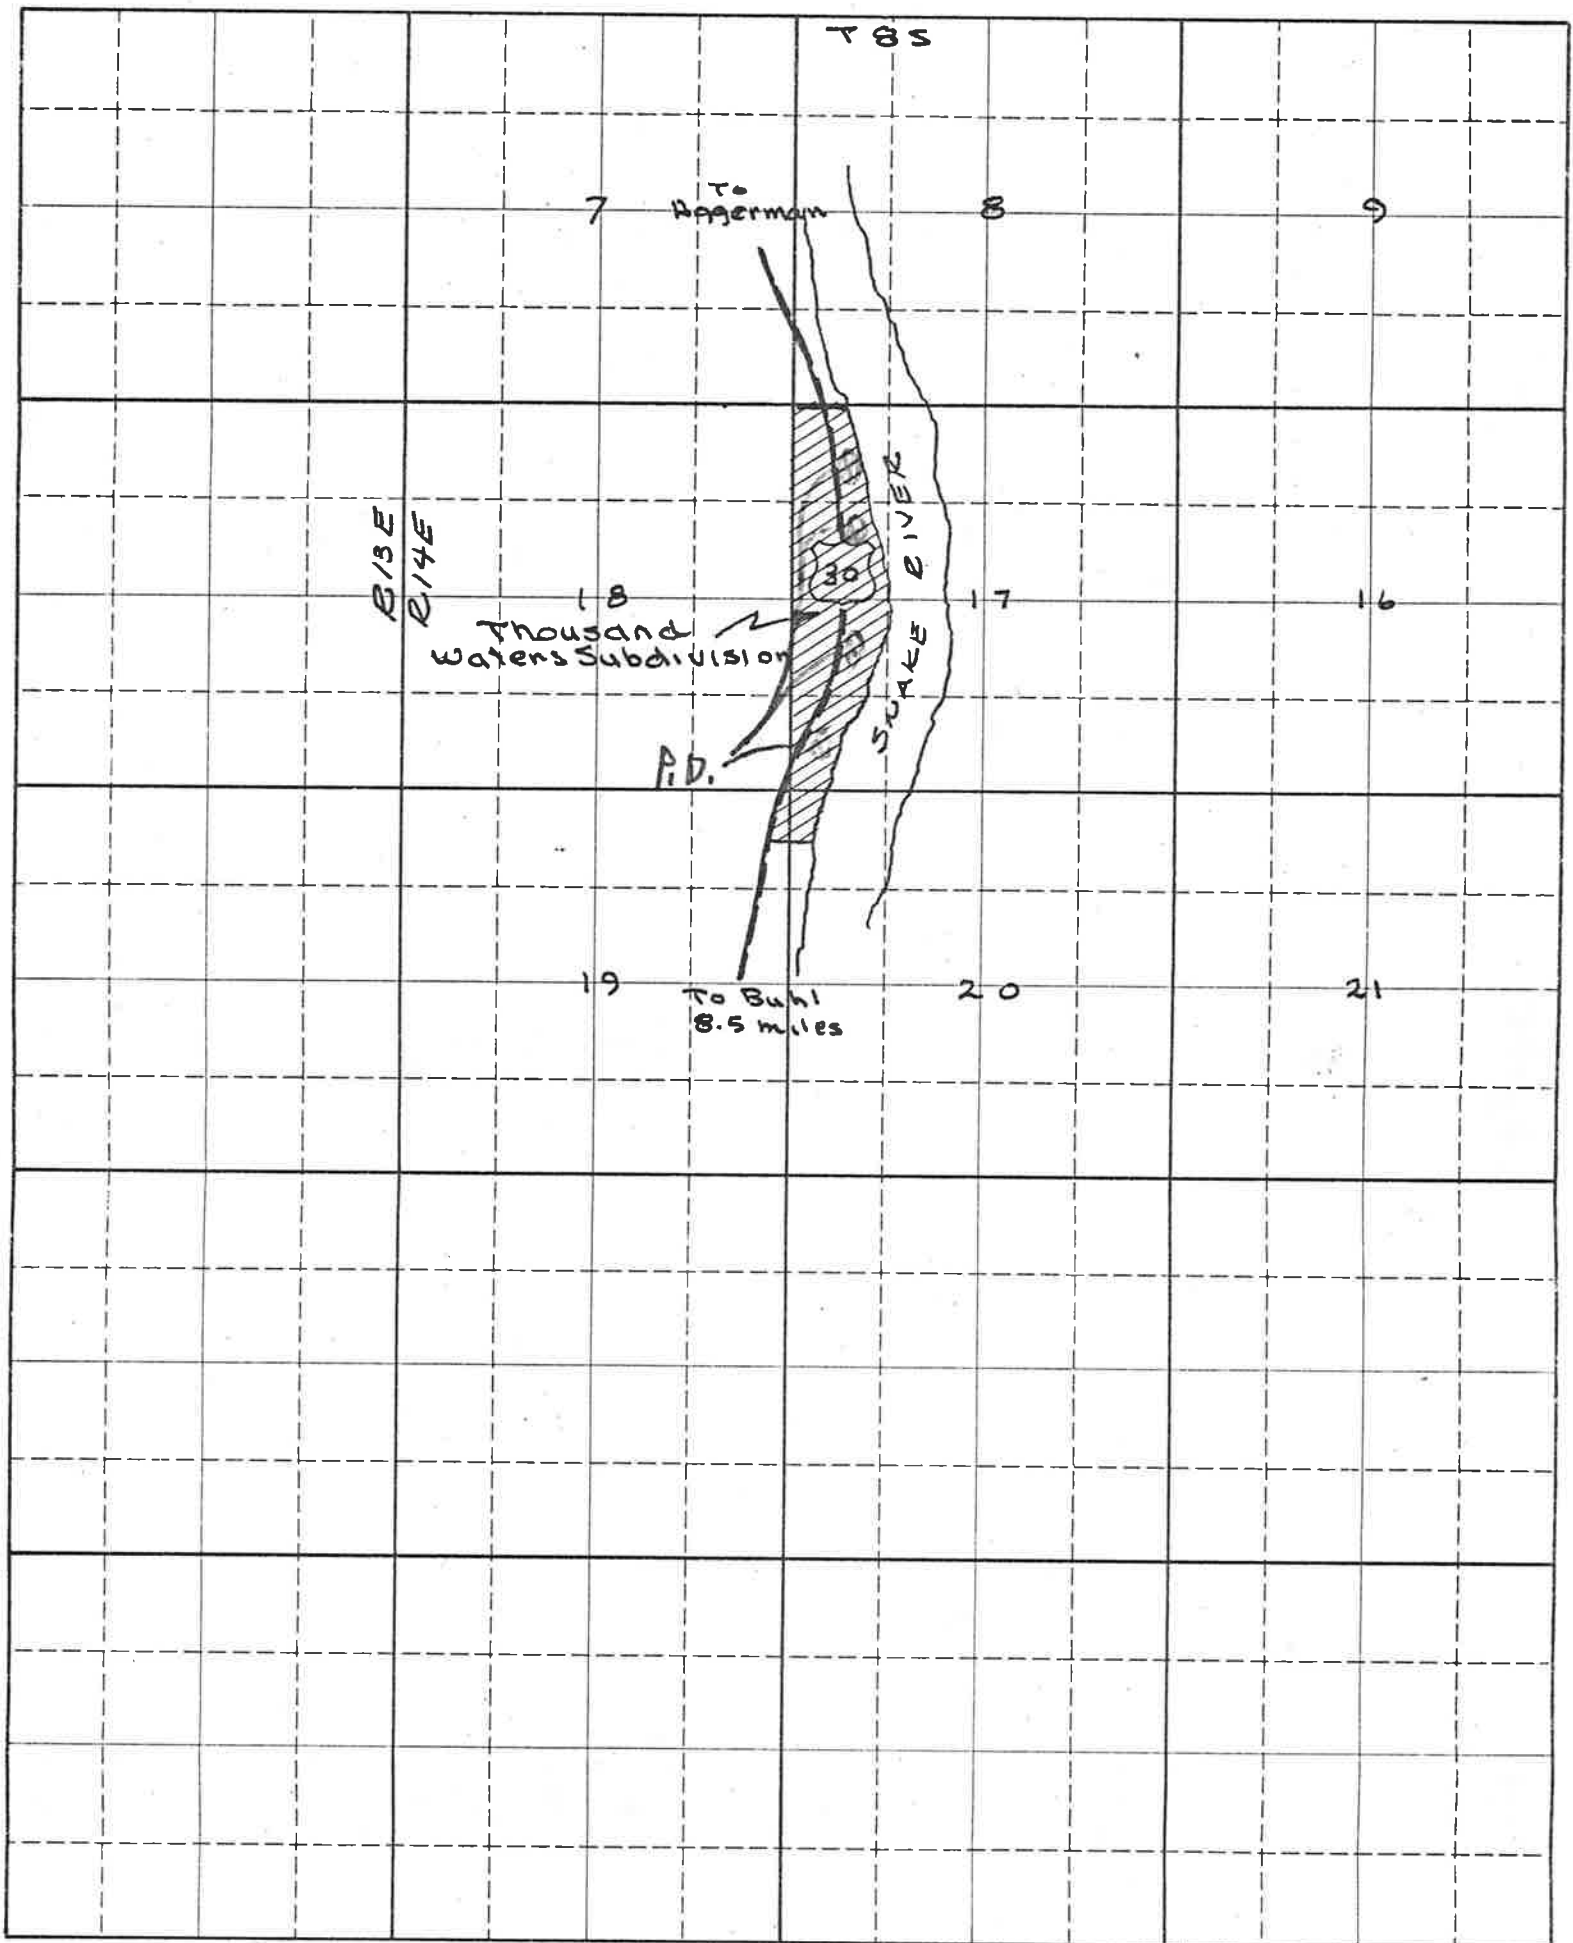 T 8 S
To
Hagerman
7
8
9
R13E
R14E
30
18
17
16
Thousand
Waters Subdivision
SNAKE RIVER
P.D.
19
20
21
To Buhl
8.5 miles